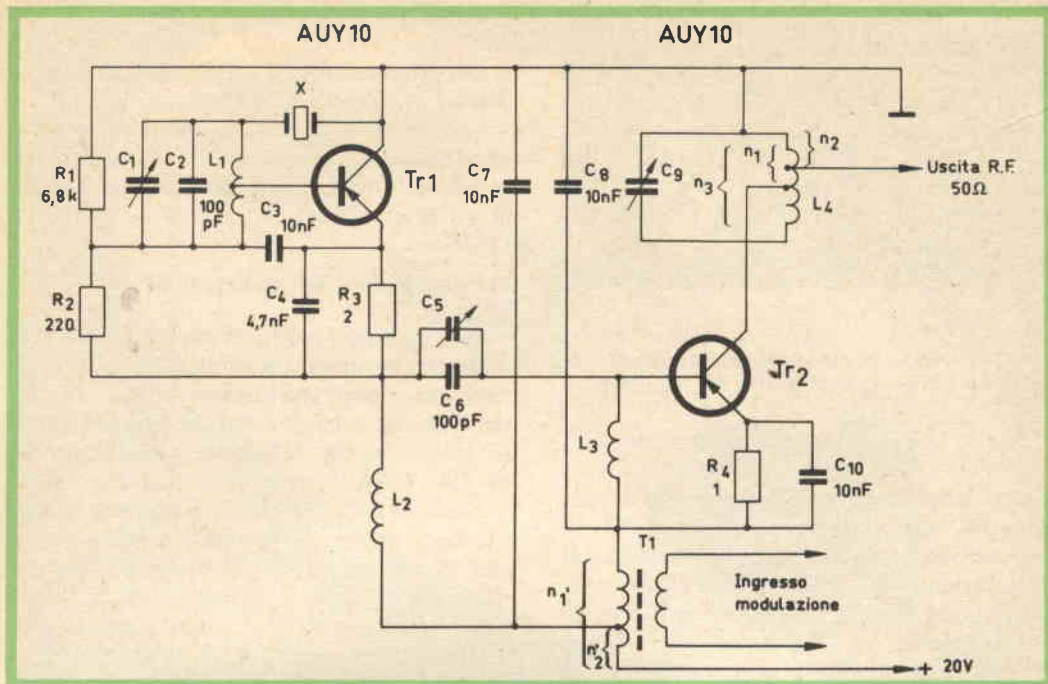 AUY10
AUY10
X
R1
6,8k
C1
C2
100
pF
L1
C3
10nF
Tr1
C7
10nF
C8
10nF
C9
n3
n1
n2
L4
Uscita R.F.
50Ω
R2
220
C4
4,7nF
R3
2
C5
C6
100pF
Tr2
L3
R4
1
C10
10nF
L2
T1
n1'
n'2
Ingresso
modulazione
+ 20V